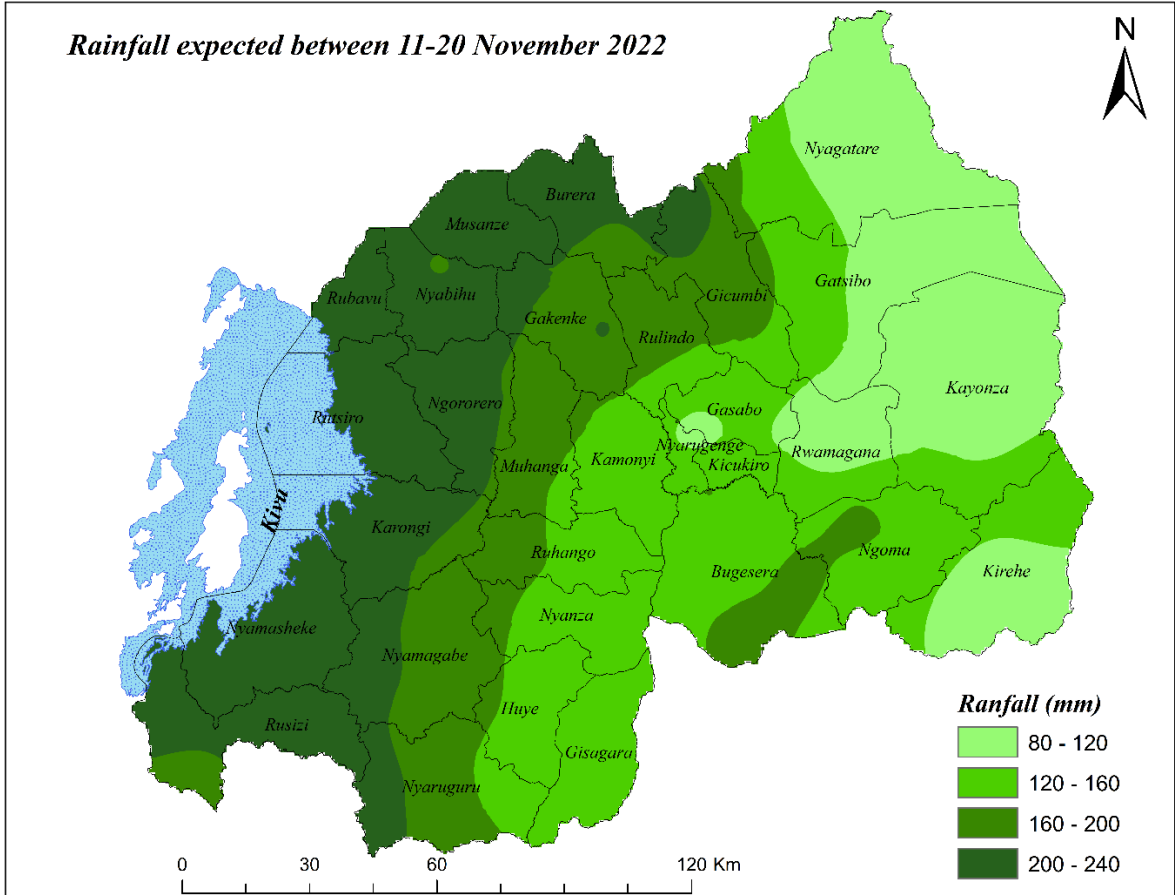 Rainfall expected between 11-20 November 2022
N
Nyagatare
Burera
Musanze
Rubavu
Nyabihu
Gatsibo
Gicumbi
Gakenke
Rulindo
Kayonza
Ngororero
Rutsiro
Gasabo
Nyarugenge
Rwamagana
Kicukiro
Muhanga
Kamonyi
Kivu
Karongi
Ruhango
Ngoma
Bugesera
Kirehe
Nyanza
Nyamasheke
Nyamagabe
Huye
Rusizi
Gisagara
Nyaruguru
Ranfall (mm)
80 - 120
120 - 160
160 - 200
200 - 240
0 30 60 120 Km